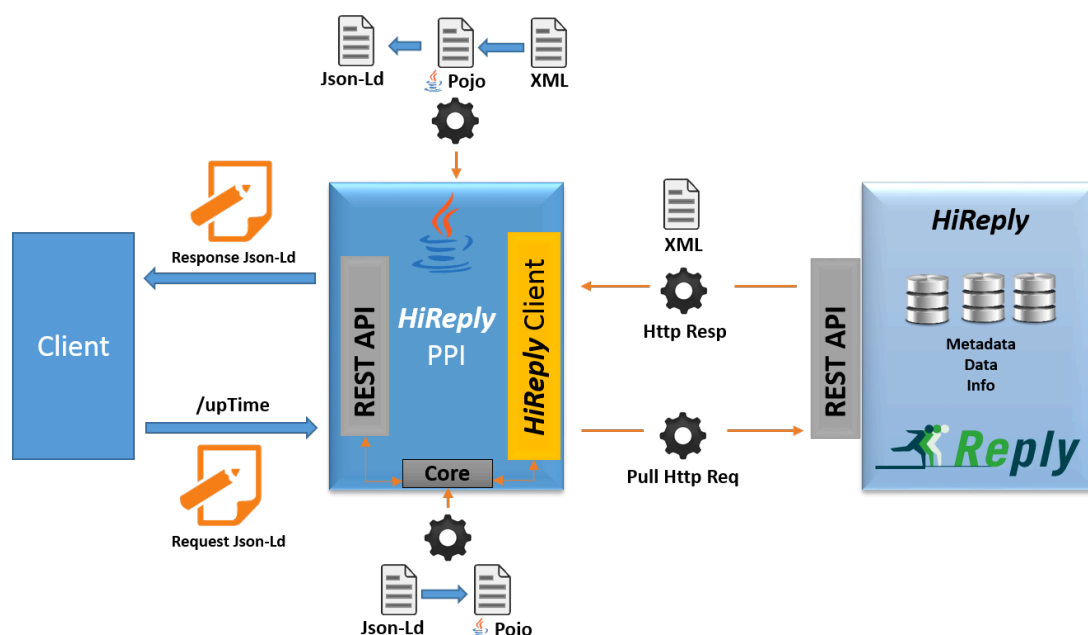 Json-Ld
Pojo
XML
Response Json-Ld
Client
/upTime
Request Json-Ld
REST API
HiReply
PPI
HiReply Client
Core
Json-Ld
Pojo
XML
Http Resp
Pull Http Req
REST API
HiReply
Metadata
Data
Info
Reply